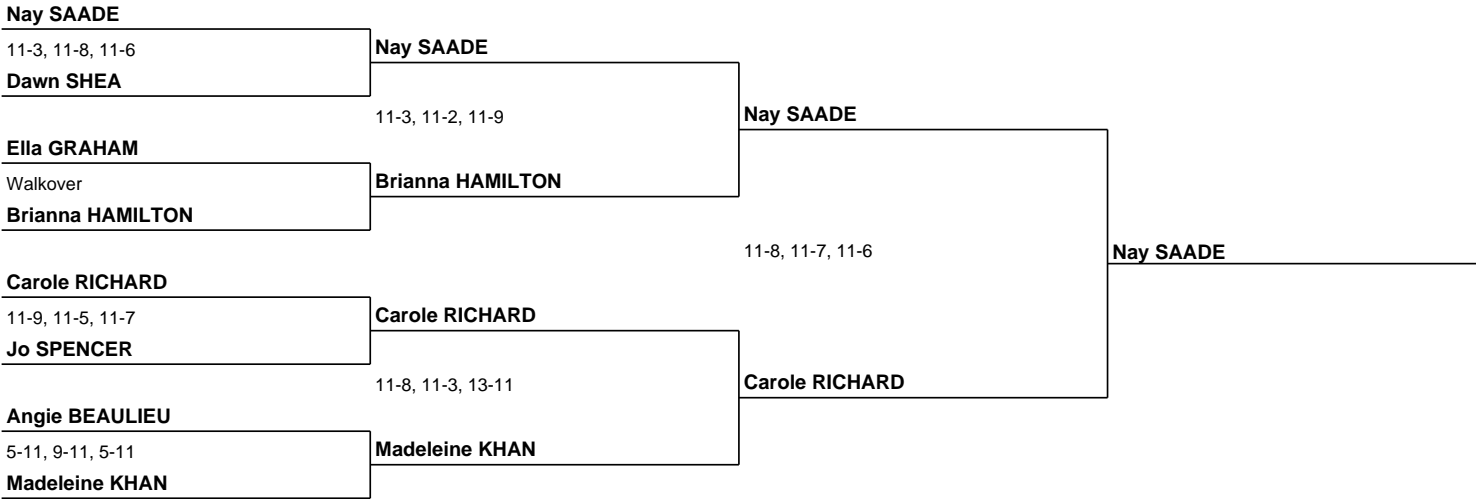 Nay SAADE
11-3, 11-8, 11-6
Nay SAADE
Dawn SHEA
11-3, 11-2, 11-9
Nay SAADE
Ella GRAHAM
Walkover
Brianna HAMILTON
Brianna HAMILTON
11-8, 11-7, 11-6
Nay SAADE
Carole RICHARD
11-9, 11-5, 11-7
Carole RICHARD
Jo SPENCER
11-8, 11-3, 13-11
Carole RICHARD
Angie BEAULIEU
5-11, 9-11, 5-11
Madeleine KHAN
Madeleine KHAN